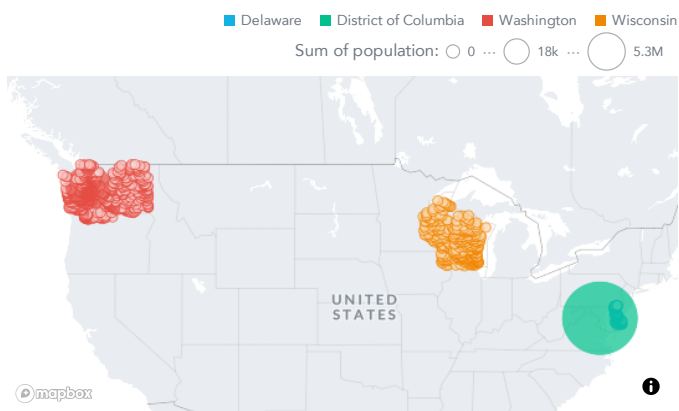 Delaware District of Columbia Washington Wisconsin
Sum of population: 0 ··· 18k ··· 5.3M
UNITED
STATES
mapbox
i